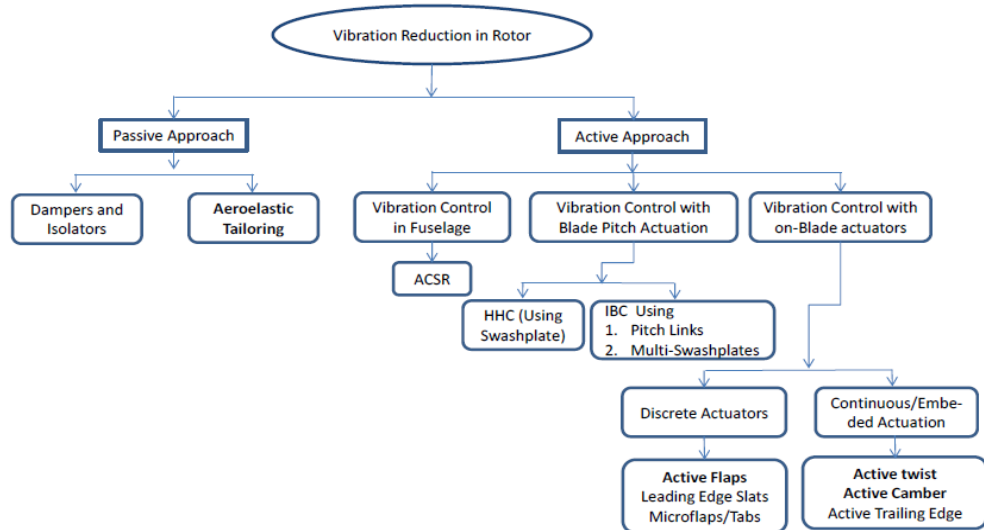 Vibration Reduction in Rotor
Passive Approach
Active Approach
Dampers and
Isolators
Aeroelastic
Tailoring
Vibration Control
in Fuselage
Vibration Control with
Blade Pitch Actuation
Vibration Control with
on-Blade actuators
ACSR
HHC (Using
Swashplate)
IBC Using
1. Pitch Links
2. Multi-Swashplates
Discrete Actuators
Continuous/Embe-
ded Actuation
Active Flaps
Leading Edge Slats
Microflaps/Tabs
Active twist
Active Camber
Active Trailing Edge